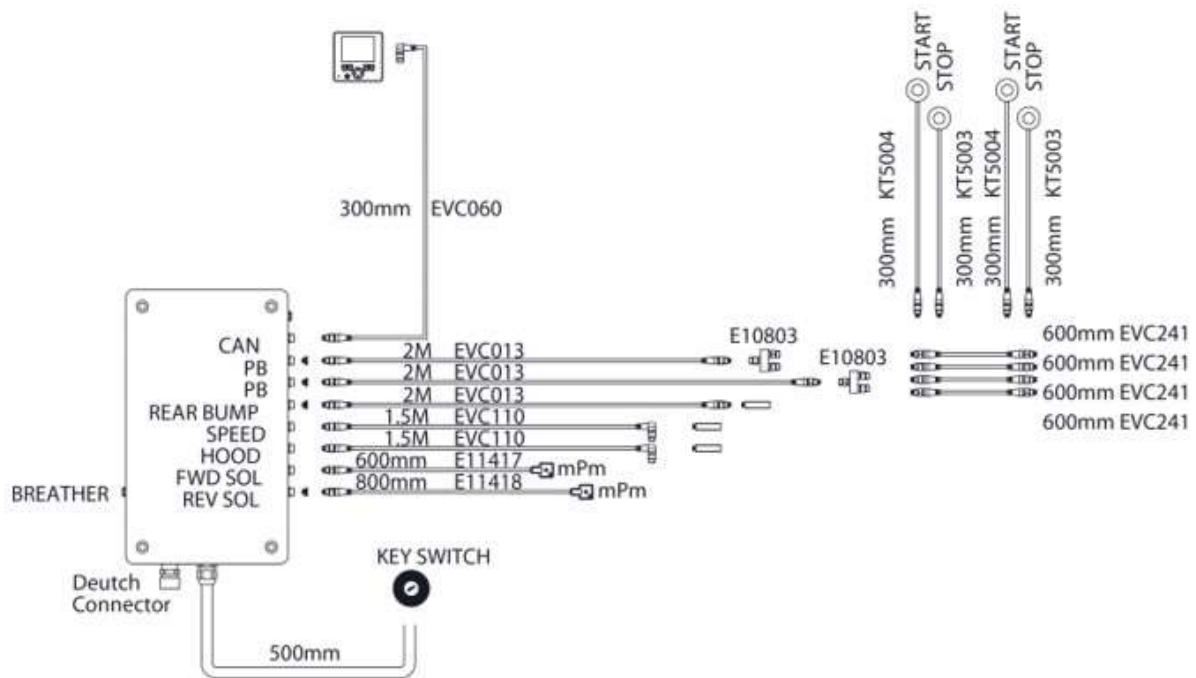 START
STOP
START
STOP
300mm KT5004
300mm KT5003
300mm KT5004
300mm KT5003
300mm EVC060
CAN
PB
PB
REAR BUMP
SPEED
HOOD
FWD SOL
REV SOL
2M EVC013
2M EVC013
2M EVC013
1.5M EVC110
1.5M EVC110
600mm E11417
mPm
800mm E11418
mPm
E10803
E10803
600mm EVC241
600mm EVC241
600mm EVC241
600mm EVC241
BREATHER
Deutch
Connector
KEY SWITCH
500mm